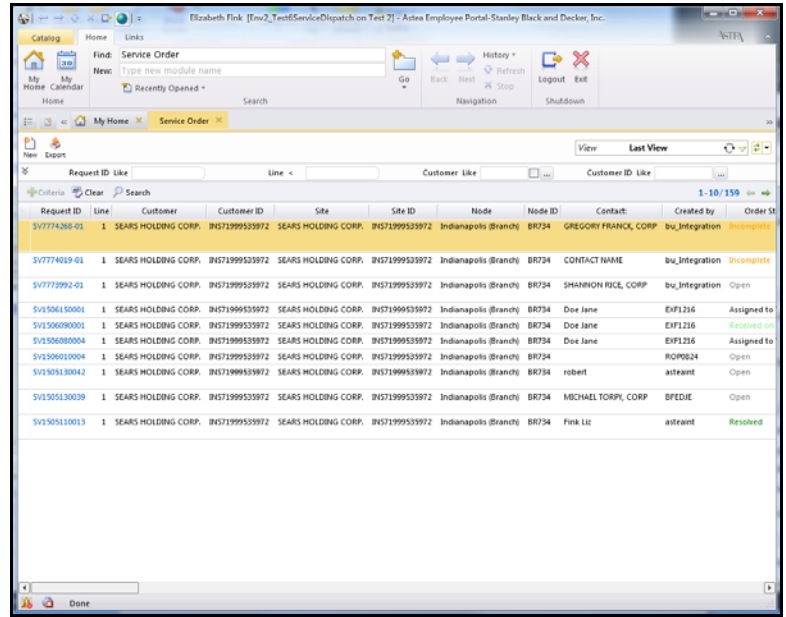 Elizabeth Fink [Env2_Test6ServiceDispatch on Test 2] - Astea Employee Portal-Stanley Black and Decker, Inc.
Catalog Home Links ASTEA
My Home My Calendar Find: Service Order Go Back Next History Logout Exit
New: Type new module name Refresh
Recently Opened Stop
Home Search Navigation Shutdown
My Home Service Order
New Export View Last View
Request ID Like Line < Customer Like ... Customer ID Like ...
Criteria Clear Search 1-10/159
Request ID Line Customer Customer ID Site Site ID Node Node ID Contact: Created by Order St
SV7774268-01 1 SEARS HOLDING CORP. INS71999535972 SEARS HOLDING CORP. INS71999535972 Indianapolis (Branch) BR734 GREGORY FRANCK, CORP bu_Integration Incomplete
SV7774019-01 1 SEARS HOLDING CORP. INS71999535972 SEARS HOLDING CORP. INS71999535972 Indianapolis (Branch) BR734 CONTACT NAME bu_Integration Incomplete
SV7773992-01 1 SEARS HOLDING CORP. INS71999535972 SEARS HOLDING CORP. INS71999535972 Indianapolis (Branch) BR734 SHANNON RICE, CORP bu_Integration Open
SV1506150001 1 SEARS HOLDING CORP. INS71999535972 SEARS HOLDING CORP. INS71999535972 Indianapolis (Branch) BR734 Doe Jane EXF1216 Assigned to
SV1506090001 1 SEARS HOLDING CORP. INS71999535972 SEARS HOLDING CORP. INS71999535972 Indianapolis (Branch) BR734 Doe Jane EXF1216 Received on
SV1506080004 1 SEARS HOLDING CORP. INS71999535972 SEARS HOLDING CORP. INS71999535972 Indianapolis (Branch) BR734 Doe Jane EXF1216 Assigned to
SV1506010004 1 SEARS HOLDING CORP. INS71999535972 SEARS HOLDING CORP. INS71999535972 Indianapolis (Branch) BR734 ROP0824 Open
SV1505130042 1 SEARS HOLDING CORP. INS71999535972 SEARS HOLDING CORP. INS71999535972 Indianapolis (Branch) BR734 robert asteaint Open
SV1505130039 1 SEARS HOLDING CORP. INS71999535972 SEARS HOLDING CORP. INS71999535972 Indianapolis (Branch) BR734 MICHAEL TORPY, CORP BFEDJE Open
SV1505110013 1 SEARS HOLDING CORP. INS71999535972 SEARS HOLDING CORP. INS71999535972 Indianapolis (Branch) BR734 Fink Liz asteaint Resolved
Done